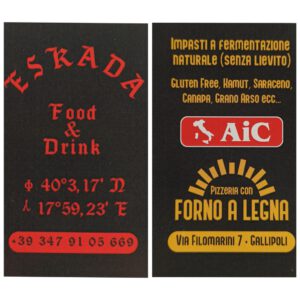 ESKADA
Food
&
Drink
φ 40°3,17' N
λ 17°59,23' E
+39 347 91 05 669
Impasti a fermentazione
naturale (senza lievito)
Gluten Free, Kamut, Saraceno,
Canapa, Grano Arso ecc...
AiC
Pizzeria con
FORNO A LEGNA
Via Filomarini 7 - Gallipoli